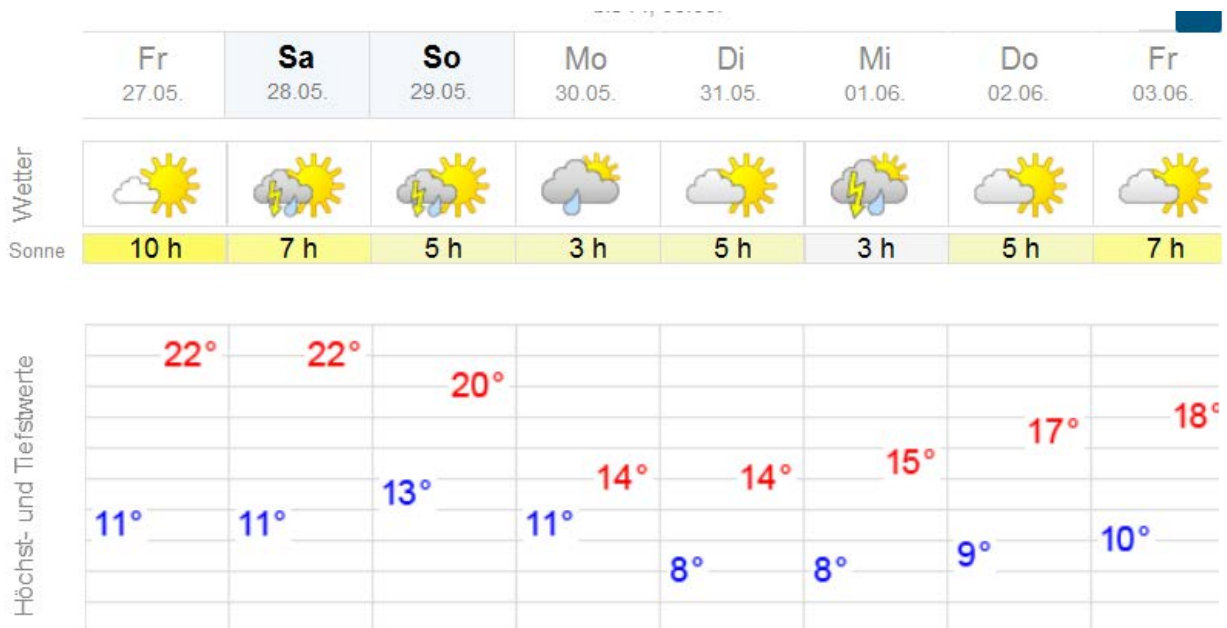 Fr Sa So Mo Di Mi Do Fr
27.05. 28.05. 29.05. 30.05. 31.05. 01.06. 02.06. 03.06.
Wetter
Sonne 10 h 7 h 5 h 3 h 5 h 3 h 5 h 7 h
Höchst- und Tiefstwerte
22° 22° 20° 14° 14° 15° 17° 18°
11° 11° 13° 11° 8° 8° 9° 10°